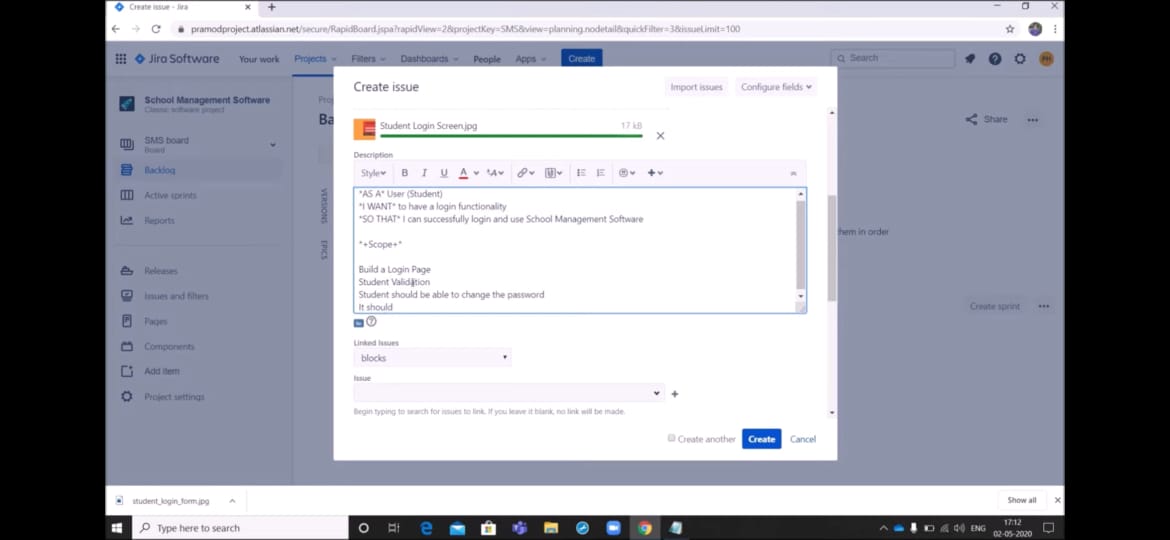 Create issue - Jira
pramodproject.atlassian.net/secure/RapidBoard.jspa?rapidView=2&projectKey=SMS&view=planning.nodetail&quickFilter=3&issueLimit=100
Jira Software Your work Projects Filters Dashboards People Apps Create Search
School Management Software
Classic software project
SMS board
Board
Backlog
Active sprints
Reports
Releases
Issues and filters
Pages
Components
Add item
Project settings
Proj
Ba
Share
VERSIONS
EPICS
them in order
Create sprint
Create issue
Import issues Configure fields
Student Login Screen.jpg 17 kB
Description
Style B I U A
*AS A* User (Student)
*I WANT* to have a login functionality
*SO THAT* I can successfully login and use School Management Software
*+Scope+*
Build a Login Page
Student Validation
Student should be able to change the password
It should
Linked Issues
blocks
Issue
Begin typing to search for issues to link. If you leave it blank, no link will be made.
Create another Create Cancel
student_login_form.jpg
Show all
Type here to search
ENG
17:12
02-05-2020